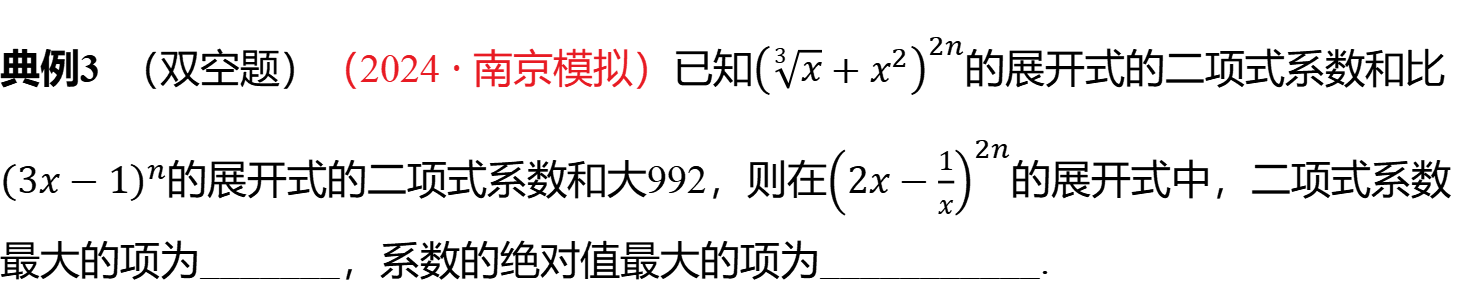 典例3 （双空题）（2024·南京模拟）已知(∛x + x²)²ⁿ的展开式的二项式系数和比
(3x − 1)ⁿ的展开式的二项式系数和大992，则在(2x − 1/x)²ⁿ的展开式中，二项式系数
最大的项为_______，系数的绝对值最大的项为___________.